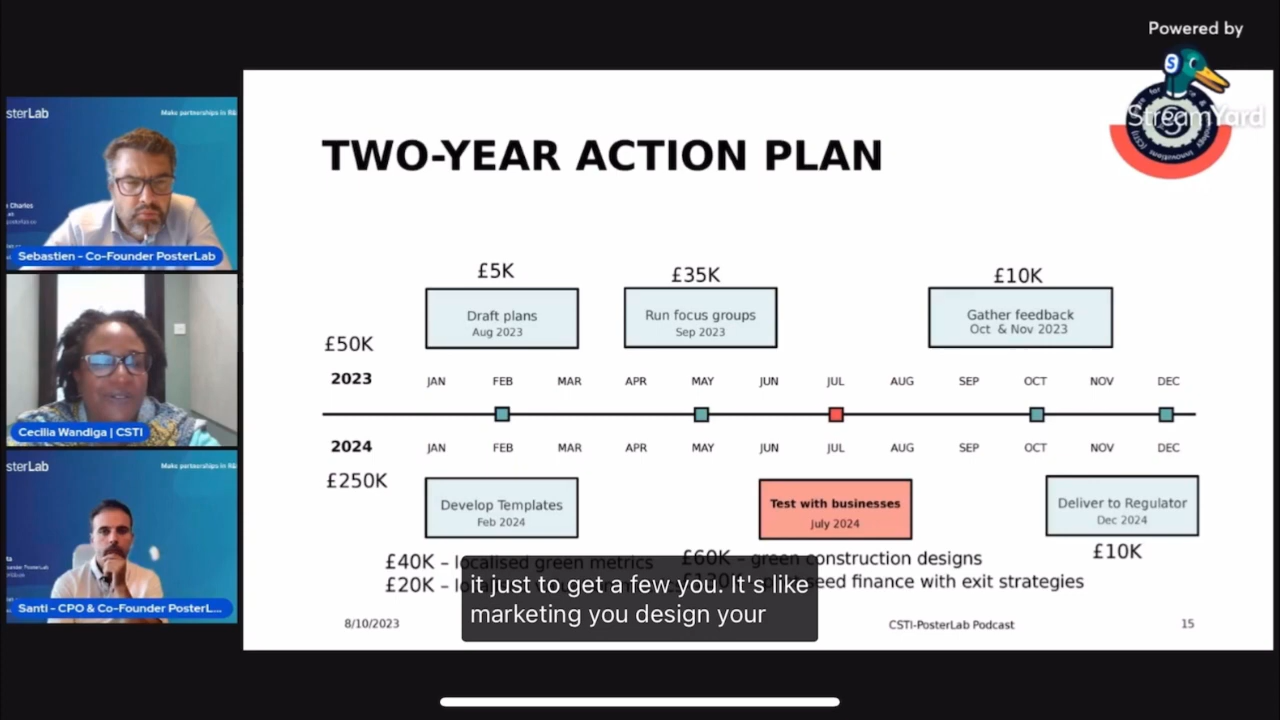 Powered by
StreamYard
sterLab
Make partnerships in R&
Charles
Sebastien - Co-Founder PosterLab
Cecilia Wandiga | CSTI
sterLab
Make partnerships in R&
Santi - CPO & Co-Founder PosterL...
TWO-YEAR ACTION PLAN
£5K
£35K
£10K
Draft plans
Aug 2023
Run focus groups
Sep 2023
Gather feedback
Oct & Nov 2023
£50K
2023
JAN FEB MAR APR MAY JUN JUL AUG SEP OCT NOV DEC
2024
JAN FEB MAR APR MAY JUN JUL AUG SEP OCT NOV DEC
£250K
Develop Templates
Feb 2024
Test with businesses
July 2024
Deliver to Regulator
Dec 2024
£10K
£40K – localised green metrics
£60K – green construction designs
£20K –
seed finance with exit strategies
it just to get a few you. It's like
marketing you design your
8/10/2023
CSTI-PosterLab Podcast
15